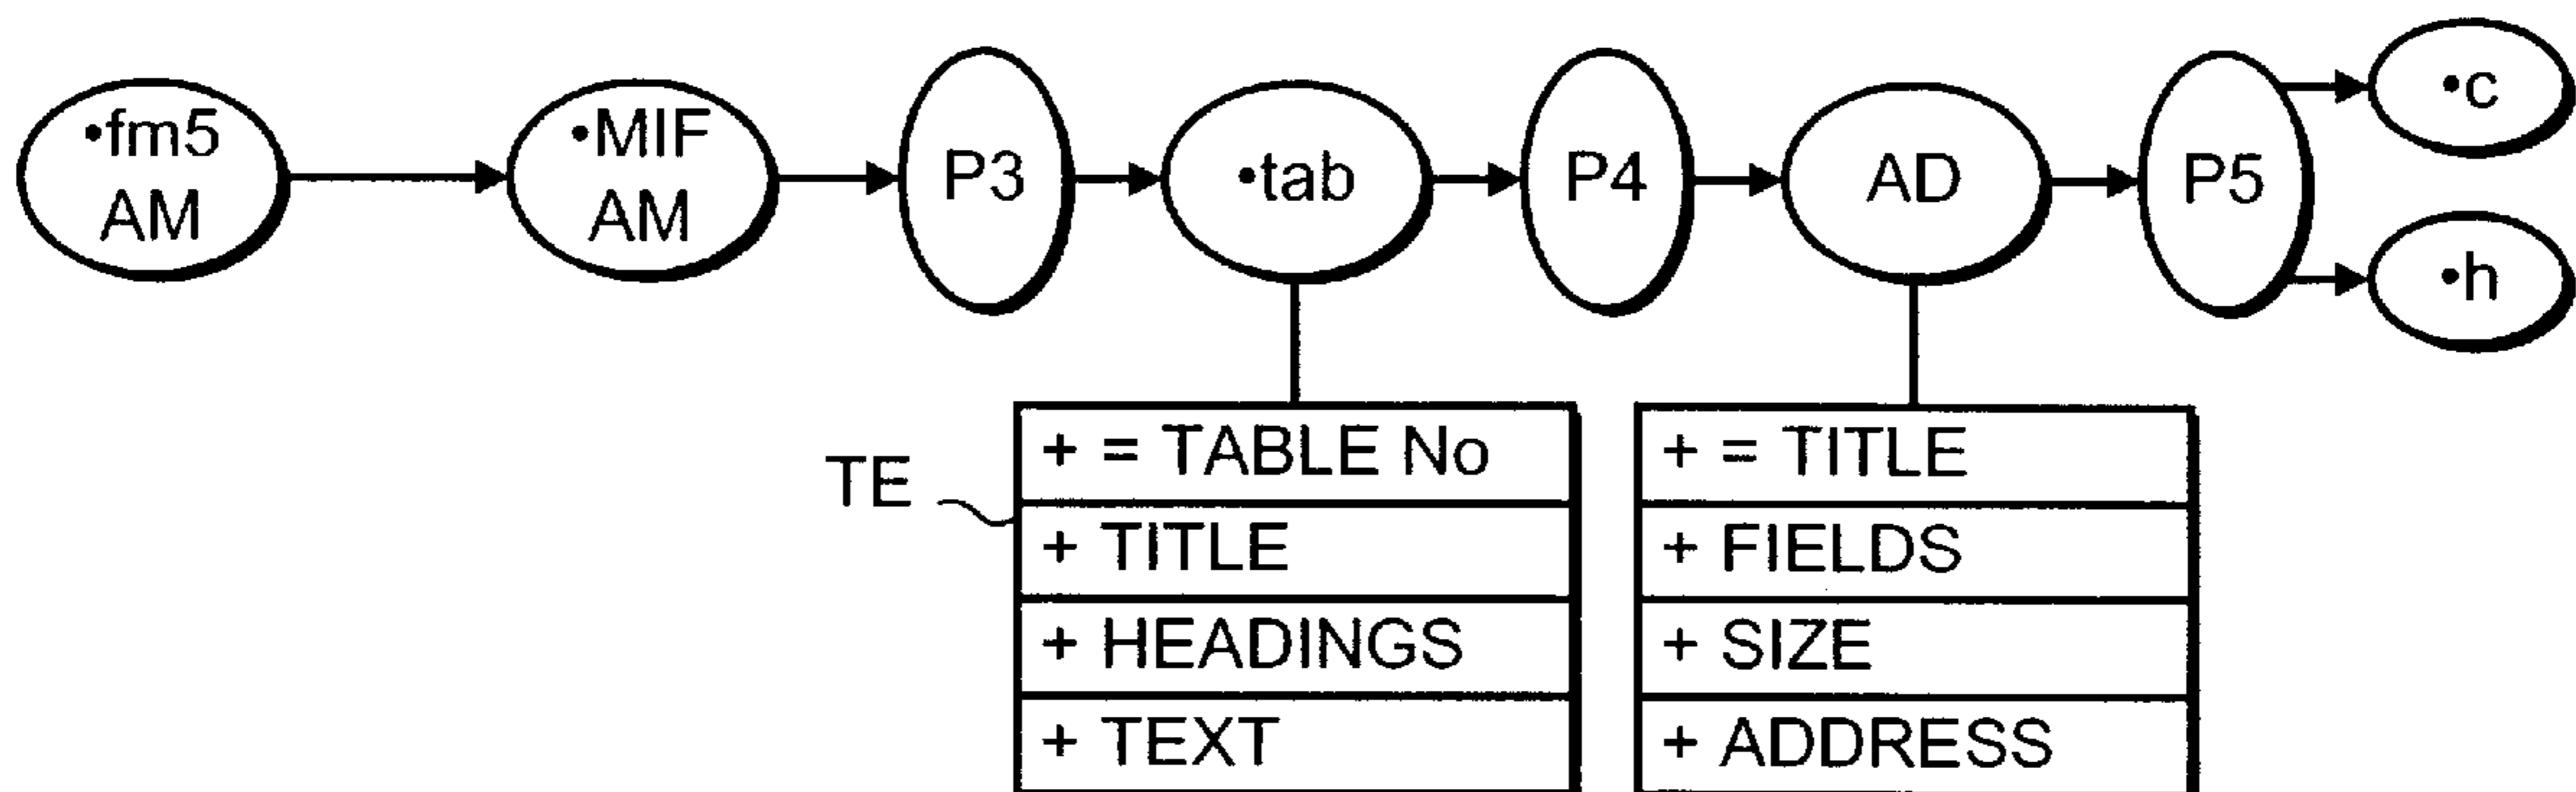 •fm5
AM
•MIF
AM
P3
•tab
P4
AD
P5
•c
•h
TE
+ = TABLE No
+ TITLE
+ HEADINGS
+ TEXT
+ = TITLE
+ FIELDS
+ SIZE
+ ADDRESS